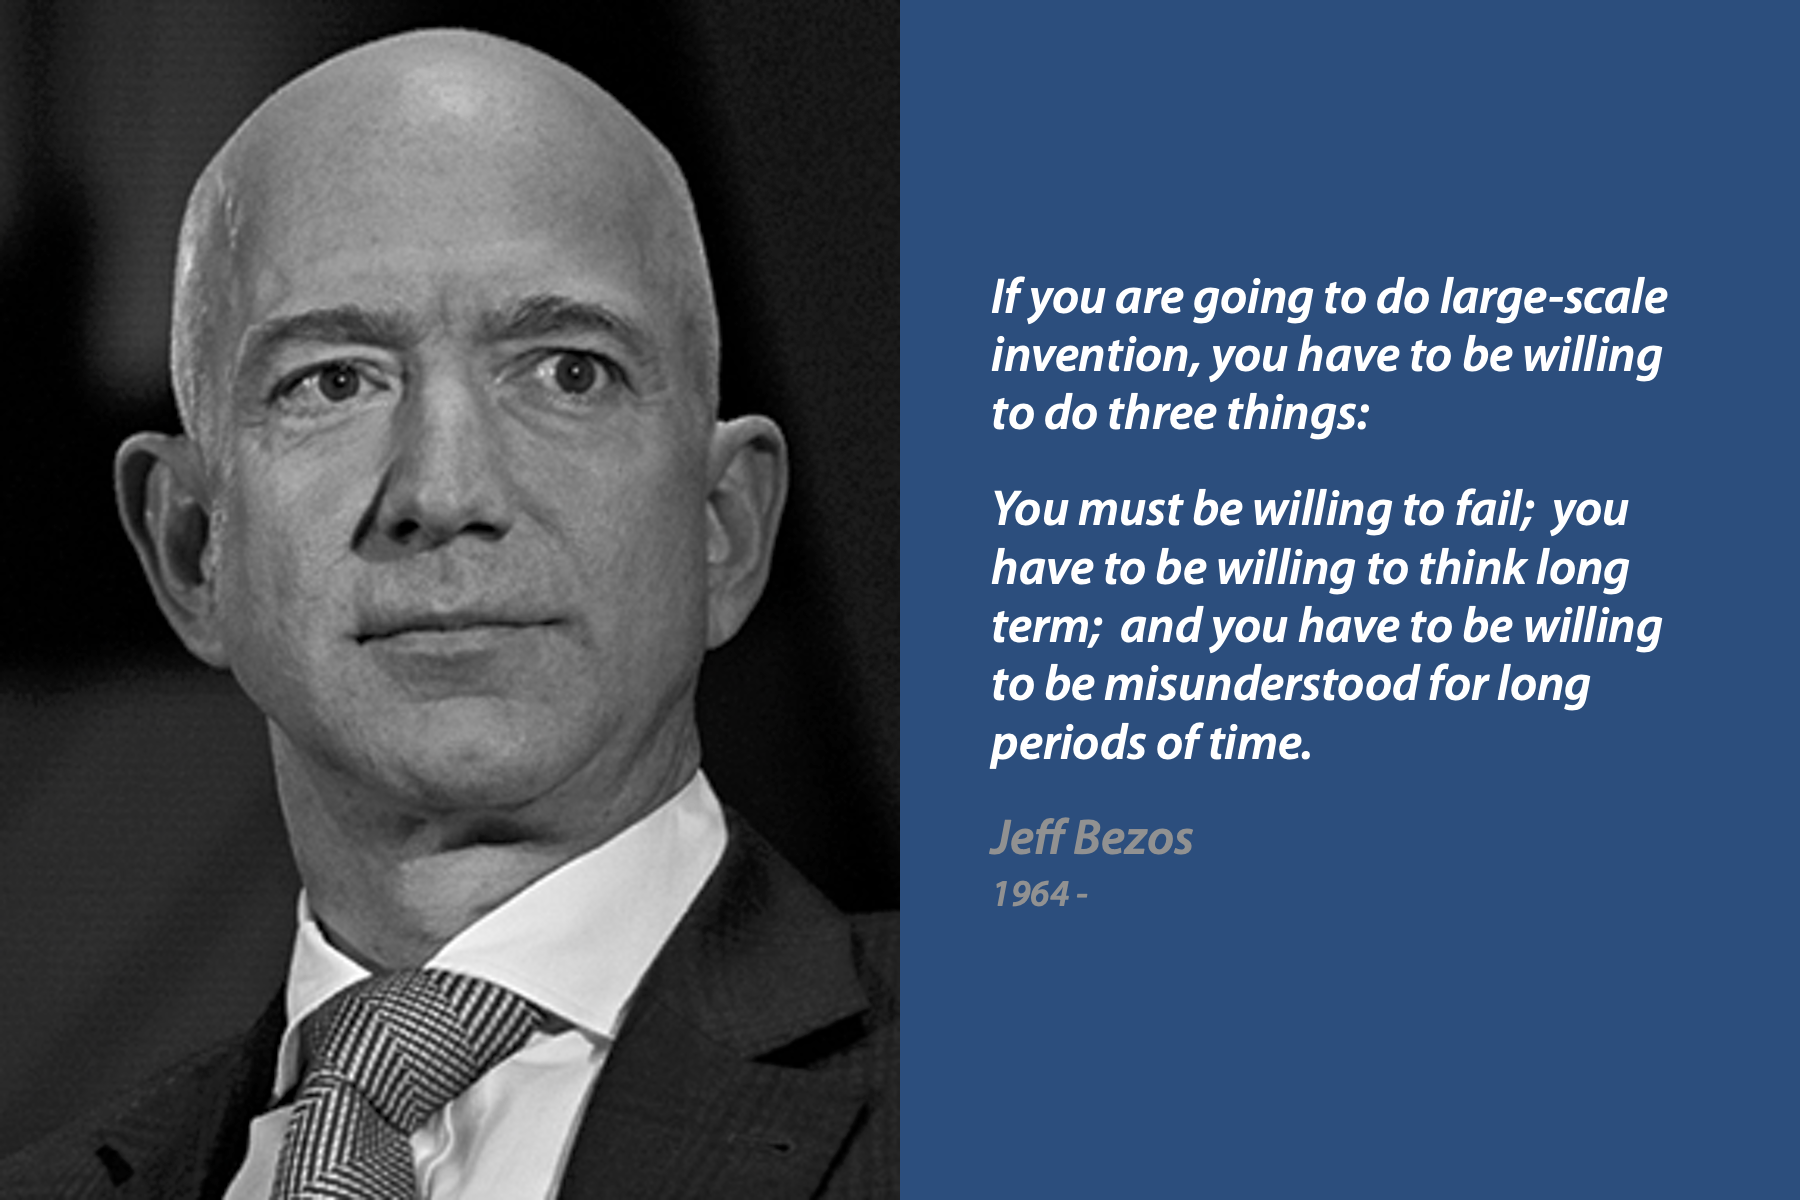 If you are going to do large-scale
invention, you have to be willing
to do three things:
You must be willing to fail;  you
have to be willing to think long
term;  and you have to be willing
to be misunderstood for long
periods of time.
Jeff Bezos
1964 -